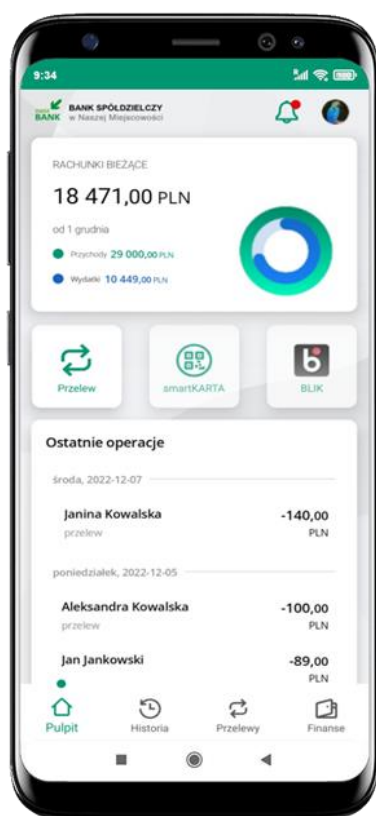 9:34
BANK
BANK SPÓŁDZIELCZY
w Naszej Miejscowości
RACHUNKI BIEŻĄCE
18 471,00 PLN
od 1 grudnia
Przychody 29 000,00 PLN
Wydatki 10 449,00 PLN
Przelew
smartKARTA
BLIK
Ostatnie operacje
środa, 2022-12-07
Janina Kowalska -140,00
przelew PLN
poniedziałek, 2022-12-05
Aleksandra Kowalska -100,00
przelew PLN
Jan Jankowski -89,00
PLN
Pulpit Historia Przelewy Finanse